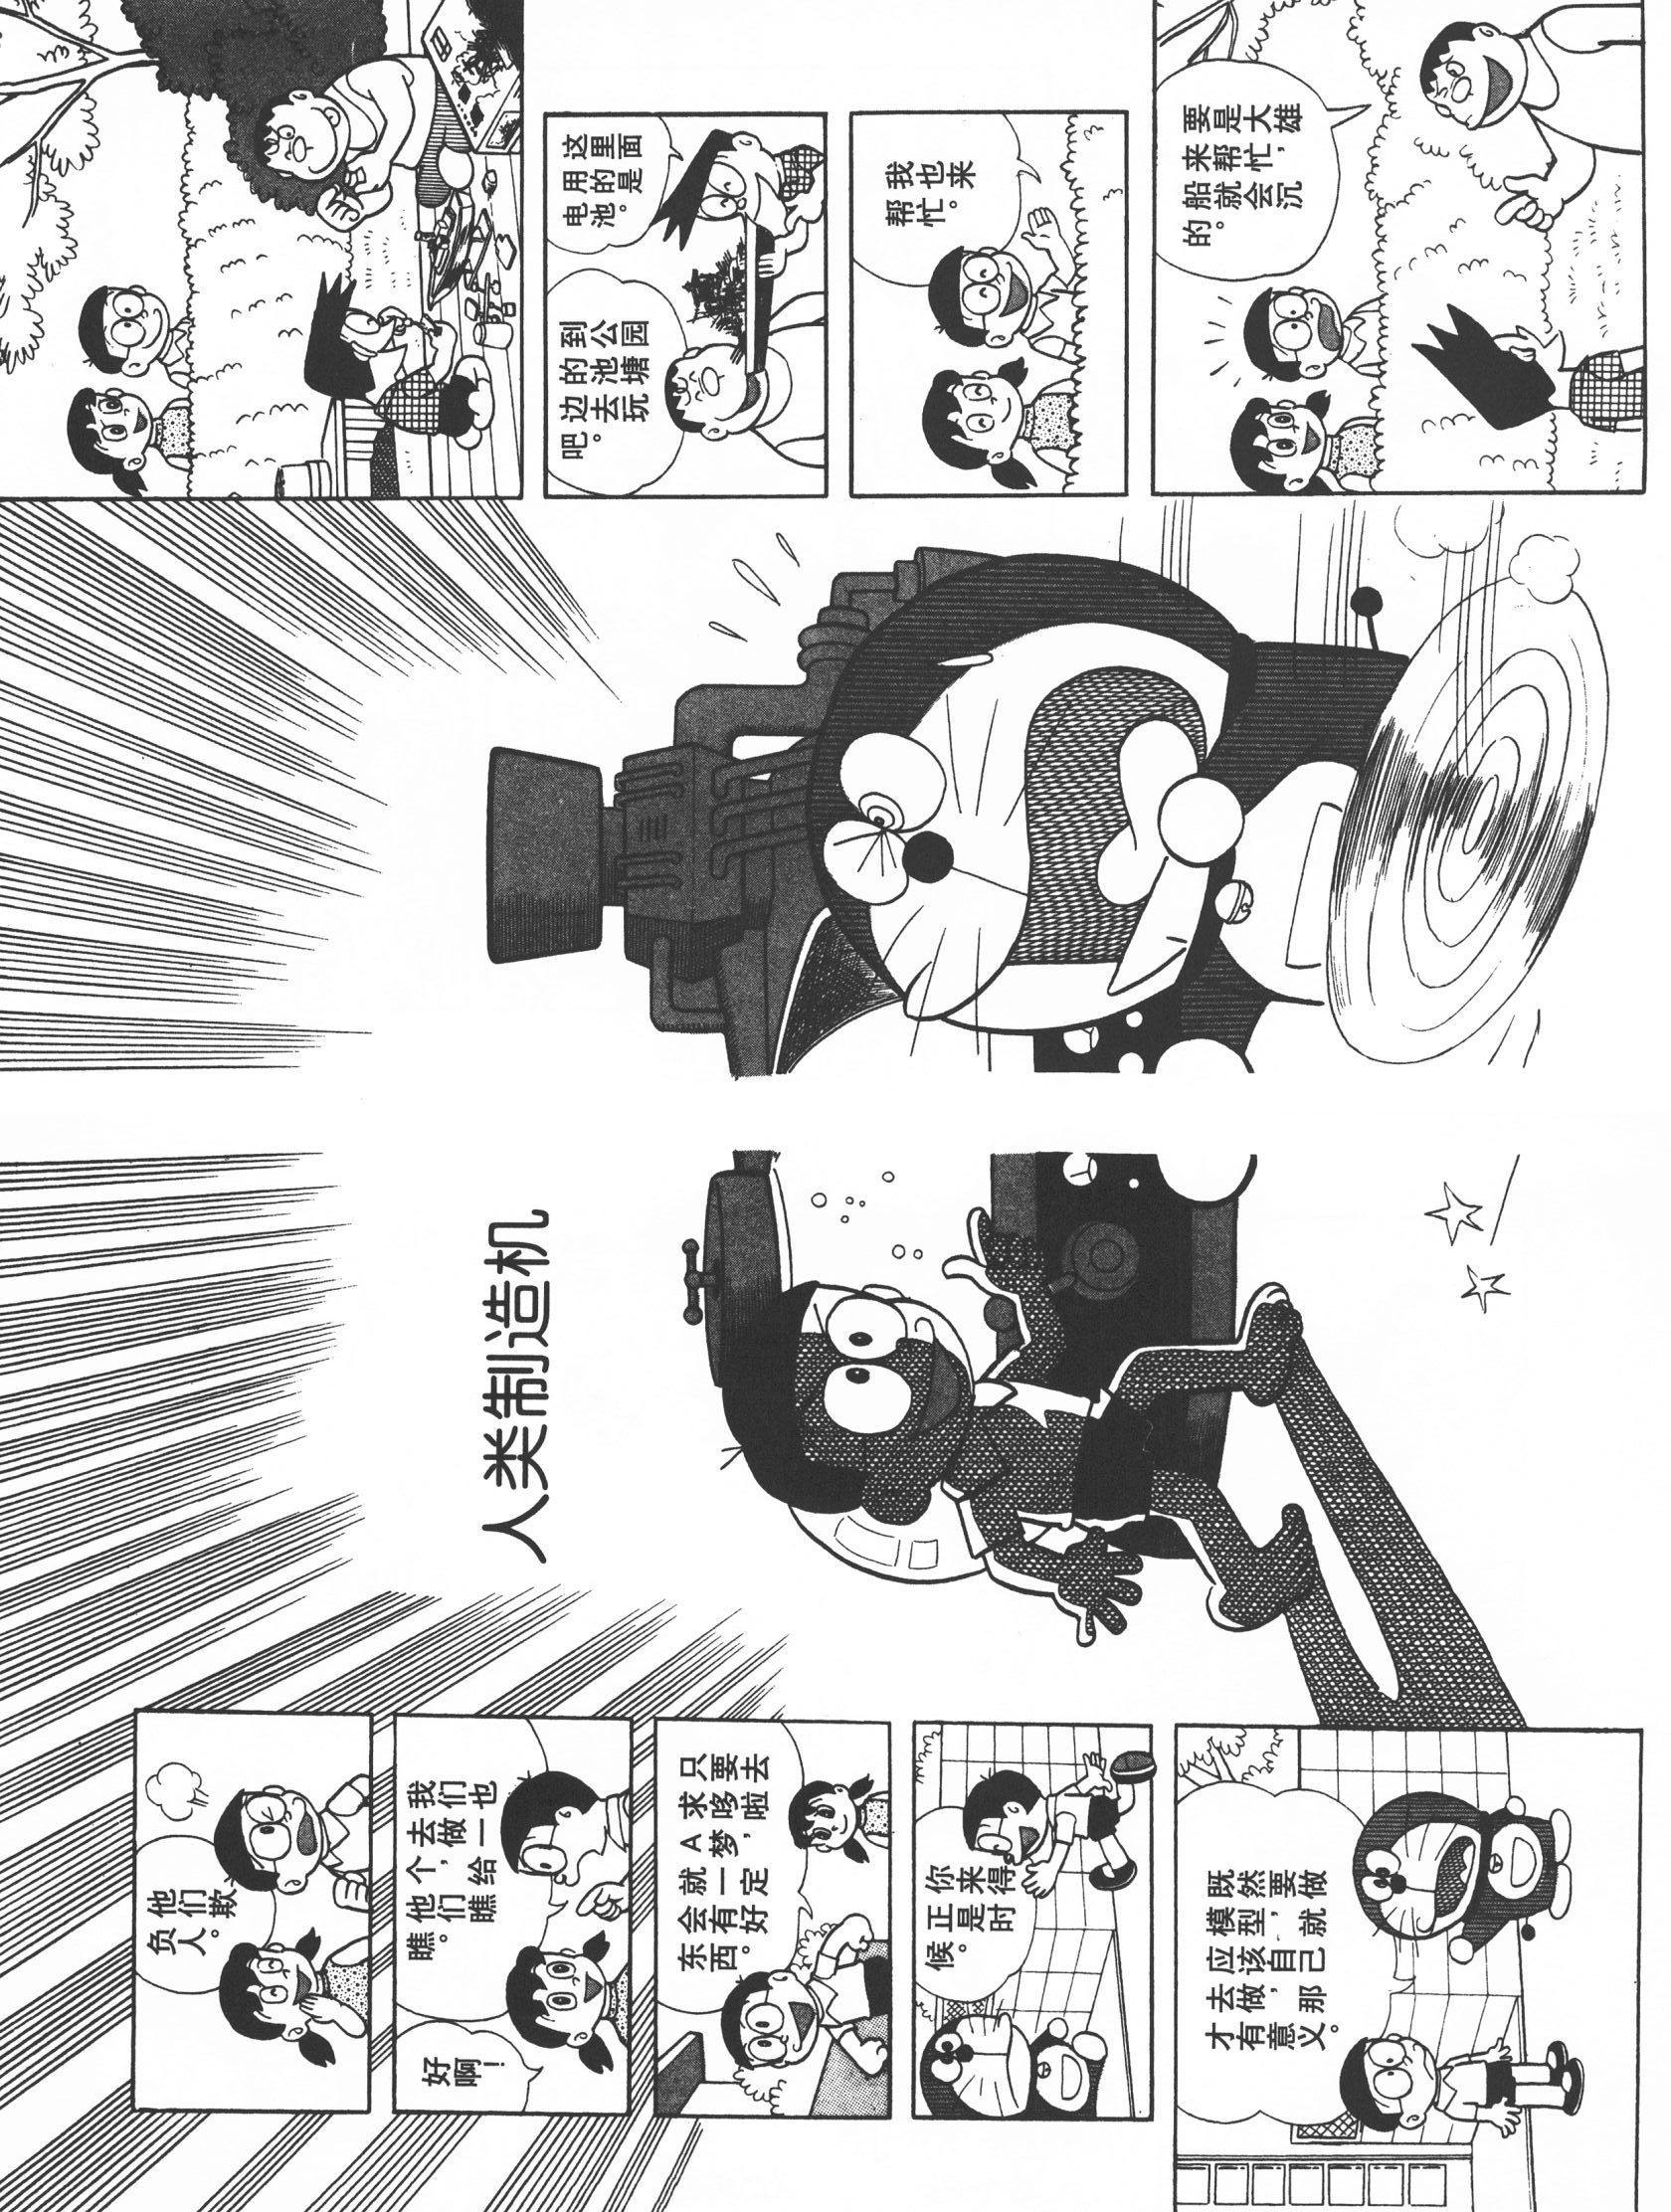 这里面
用的是
电池。
到公园
的池塘
边去玩
吧。
我也来
帮忙。
要是大雄
来帮忙，
船就会沉
的。
人类制造机
他们欺
负人。
我们也
去做一
个，给
他们瞧
瞧。
好啊！
只要去
求哆啦
A梦，
就一定
会有好
东西。
你来得
正是时
候。
既然要做
模型，就
应该自己
去做，那
才有意义。